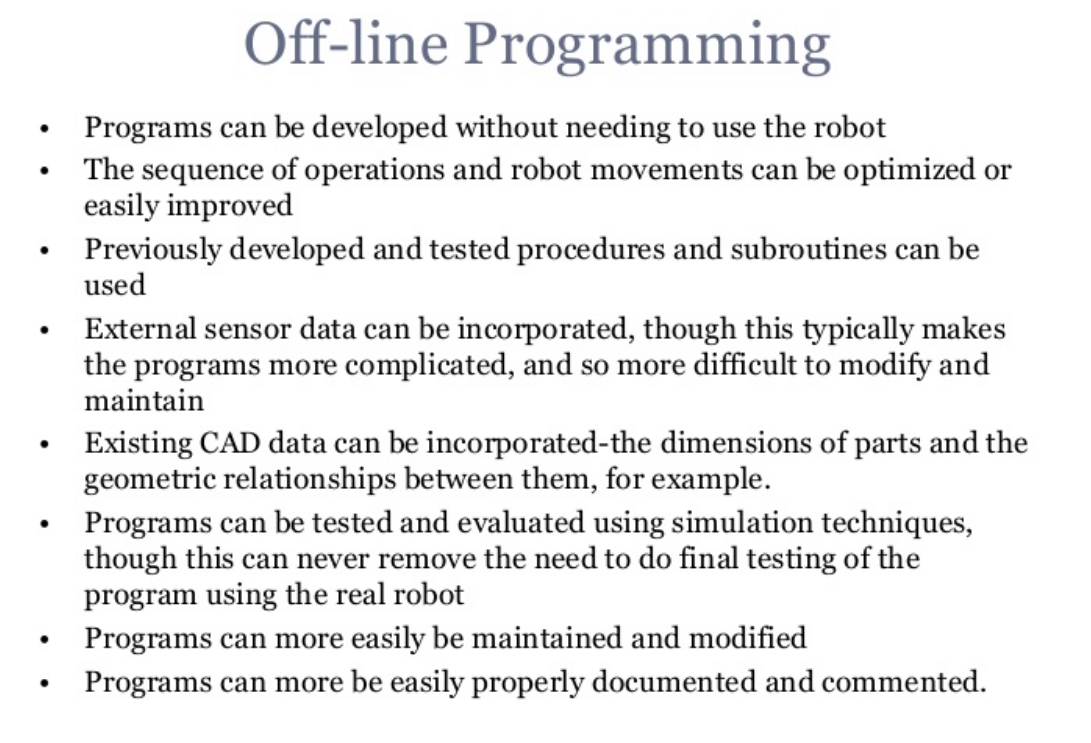 Off-line Programming
• Programs can be developed without needing to use the robot
• The sequence of operations and robot movements can be optimized or
easily improved
• Previously developed and tested procedures and subroutines can be
used
• External sensor data can be incorporated, though this typically makes
the programs more complicated, and so more difficult to modify and
maintain
• Existing CAD data can be incorporated-the dimensions of parts and the
geometric relationships between them, for example.
• Programs can be tested and evaluated using simulation techniques,
though this can never remove the need to do final testing of the
program using the real robot
• Programs can more easily be maintained and modified
• Programs can more be easily properly documented and commented.